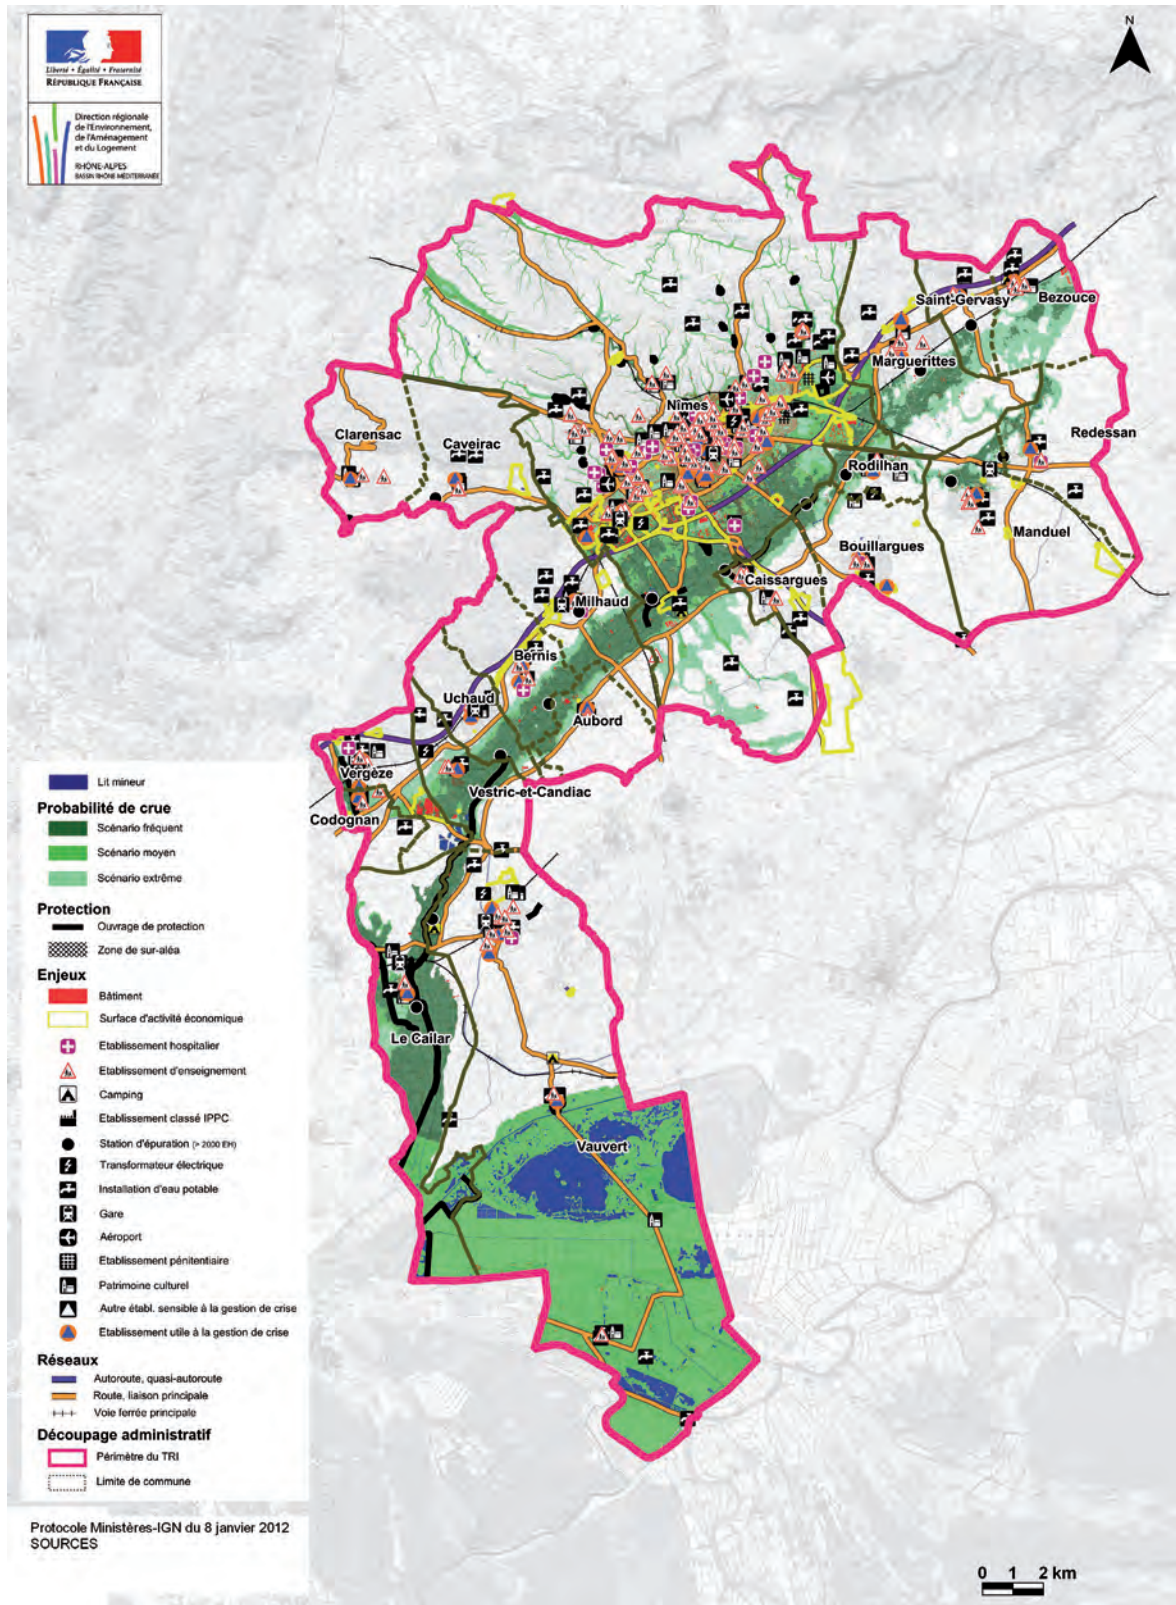 Liberté • Égalité • Fraternité
RÉPUBLIQUE FRANÇAISE
Direction régionale
de l'Environnement,
de l'Aménagement
et du Logement
RHÔNE-ALPES
BASSIN RHÔNE MÉDITERRANÉE
N
Saint-Gervasy
Bezouce
Marguerittes
Nîmes
Clarensac
Caveirac
Redessan
Rodilhan
Manduel
Bouillargues
Caissargues
Milhaud
Bernis
Uchaud
Aubord
Vergèze
Vestric-et-Candiac
Codognan
Le Cailar
Vauvert
Lit mineur
Probabilité de crue
Scénario fréquent
Scénario moyen
Scénario extrême
Protection
Ouvrage de protection
Zone de sur-aléa
Enjeux
Bâtiment
Surface d'activité économique
Etablissement hospitalier
Etablissement d'enseignement
Camping
Etablissement classé IPPC
Station d'épuration (> 2000 EH)
Transformateur électrique
Installation d'eau potable
Gare
Aéroport
Etablissement pénitentiaire
Patrimoine culturel
Autre établ. sensible à la gestion de crise
Etablissement utile à la gestion de crise
Réseaux
Autoroute, quasi-autoroute
Route, liaison principale
Voie ferrée principale
Découpage administratif
Périmètre du TRI
Limite de commune
Protocole Ministères-IGN du 8 janvier 2012
SOURCES
0 1 2 km